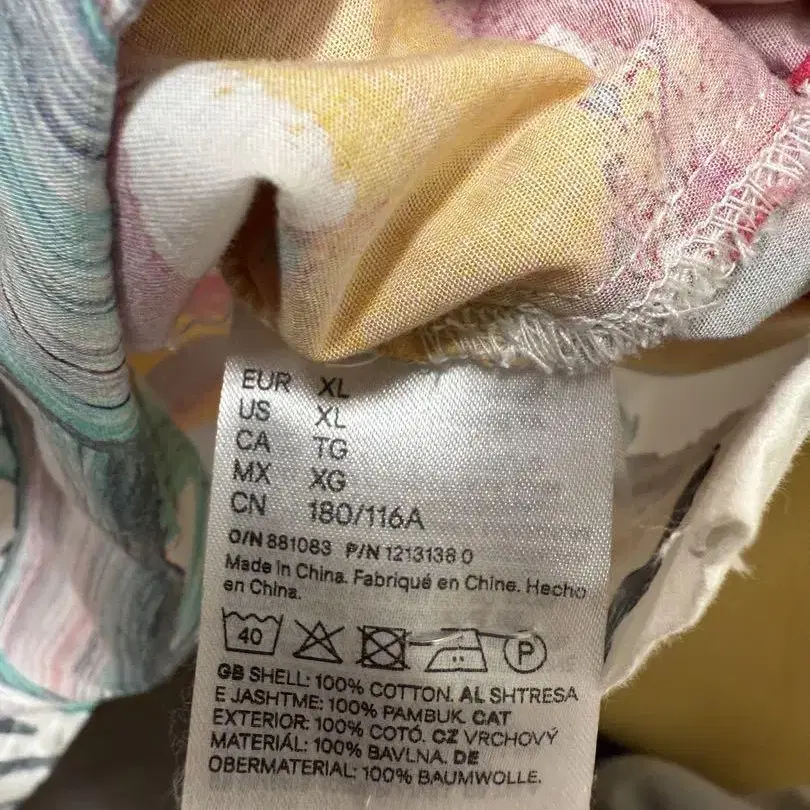 EUR XL
US XL
CA TG
MX XG
CN 180/116A
O/N 881083 P/N 1213138 0
Made in China. Fabriqué en Chine. Hecho
en China.
40 P
GB SHELL: 100% COTTON. AL SHTRESA
E JASHTME: 100% PAMBUK. CAT
EXTERIOR: 100% COTÓ. CZ VRCHOVÝ
MATERIÁL: 100% BAVLNA. DE
OBERMATERIAL: 100% BAUMWOLLE.